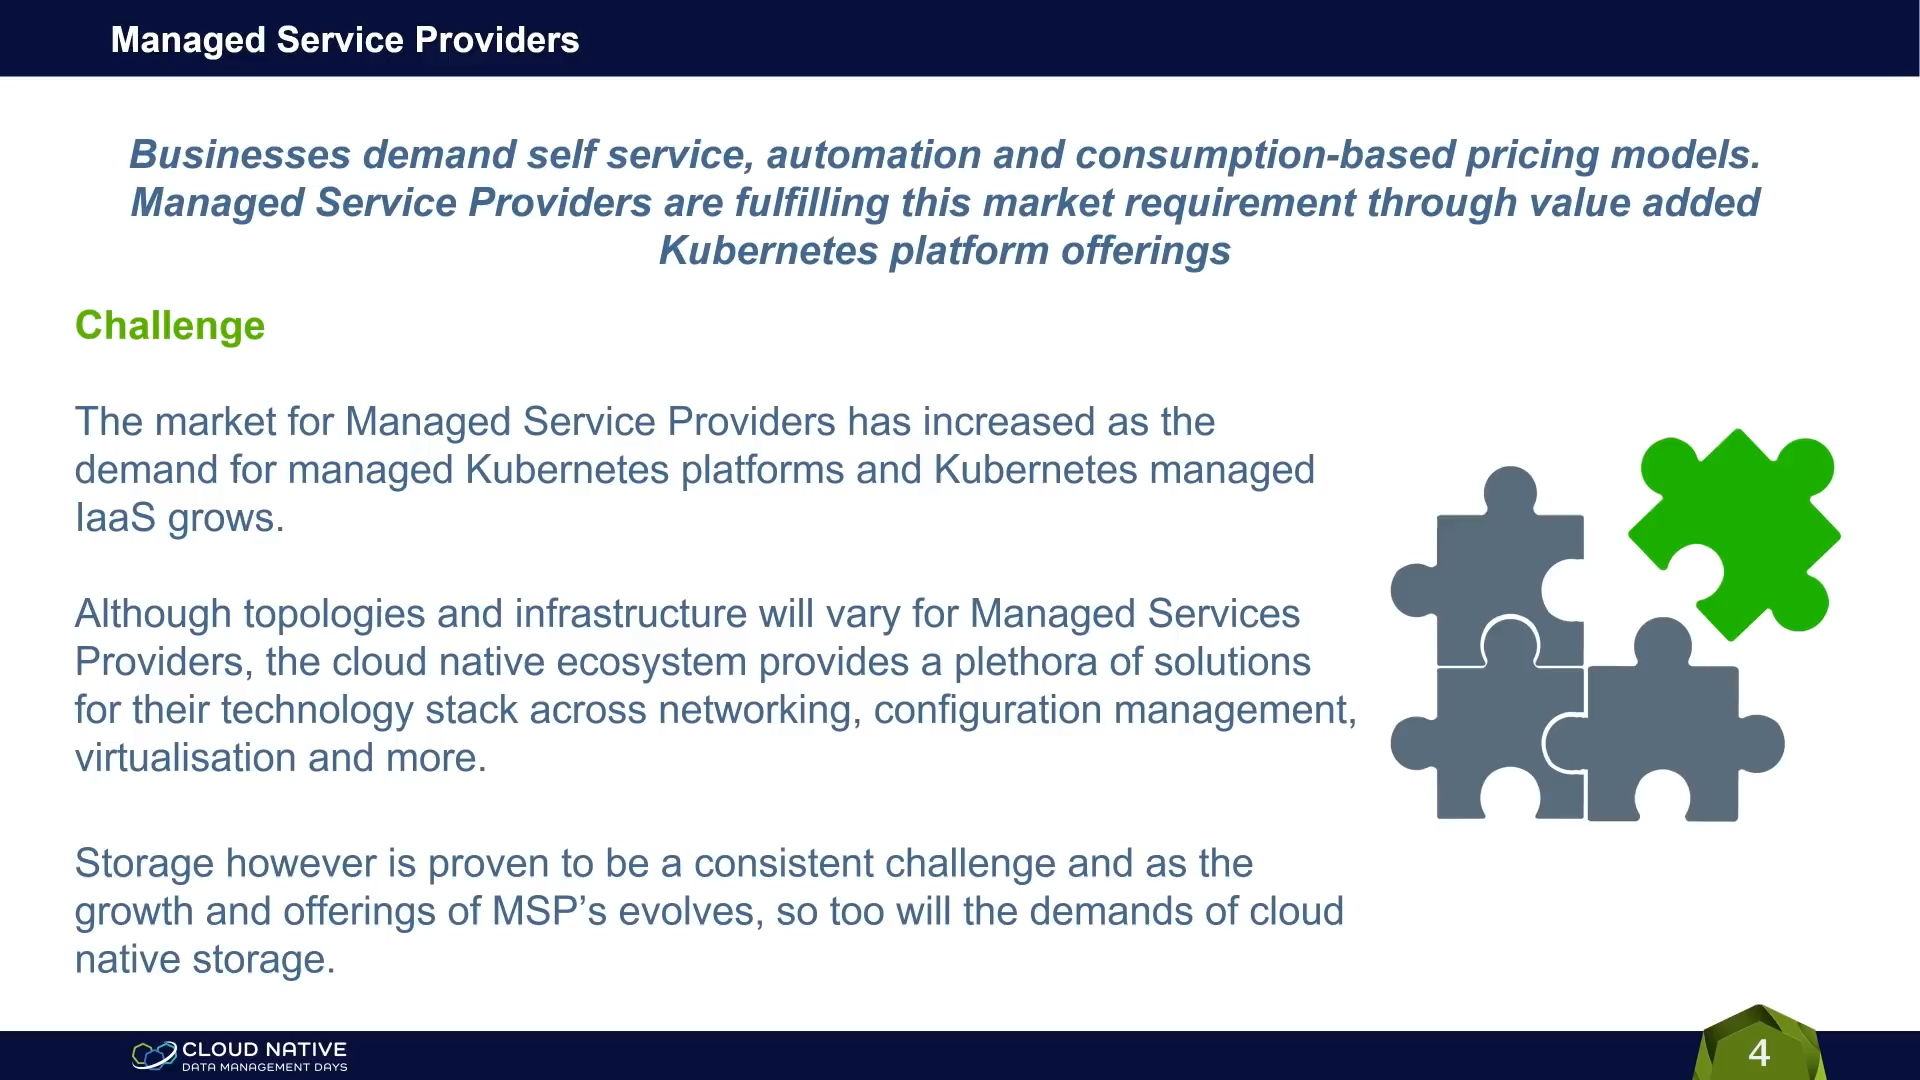 Managed Service Providers
Businesses demand self service, automation and consumption-based pricing models.
Managed Service Providers are fulfilling this market requirement through value added
Kubernetes platform offerings
Challenge
The market for Managed Service Providers has increased as the
demand for managed Kubernetes platforms and Kubernetes managed
IaaS grows.
Although topologies and infrastructure will vary for Managed Services
Providers, the cloud native ecosystem provides a plethora of solutions
for their technology stack across networking, configuration management,
virtualisation and more.
Storage however is proven to be a consistent challenge and as the
growth and offerings of MSP’s evolves, so too will the demands of cloud
native storage.
CLOUD NATIVE
DATA MANAGEMENT DAYS
4